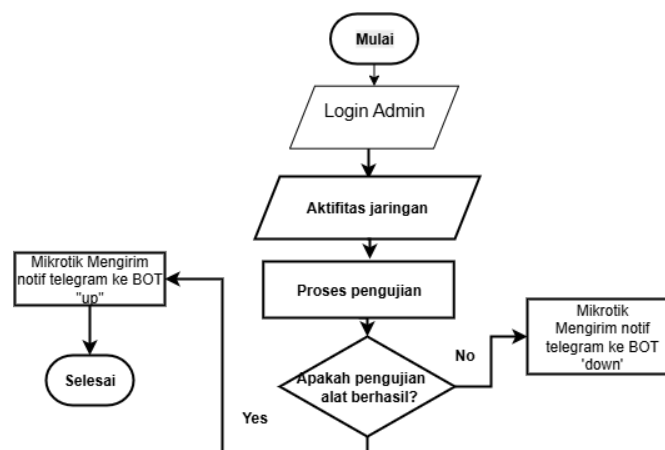 Mulai
Login Admin
Aktifitas jaringan
Mikrotik Mengirim
notif telegram ke BOT
"up"
Proses pengujian
Mikrotik
Mengirim notif
telegram ke BOT
'down'
No
Selesai
Apakah pengujian
alat berhasil?
Yes